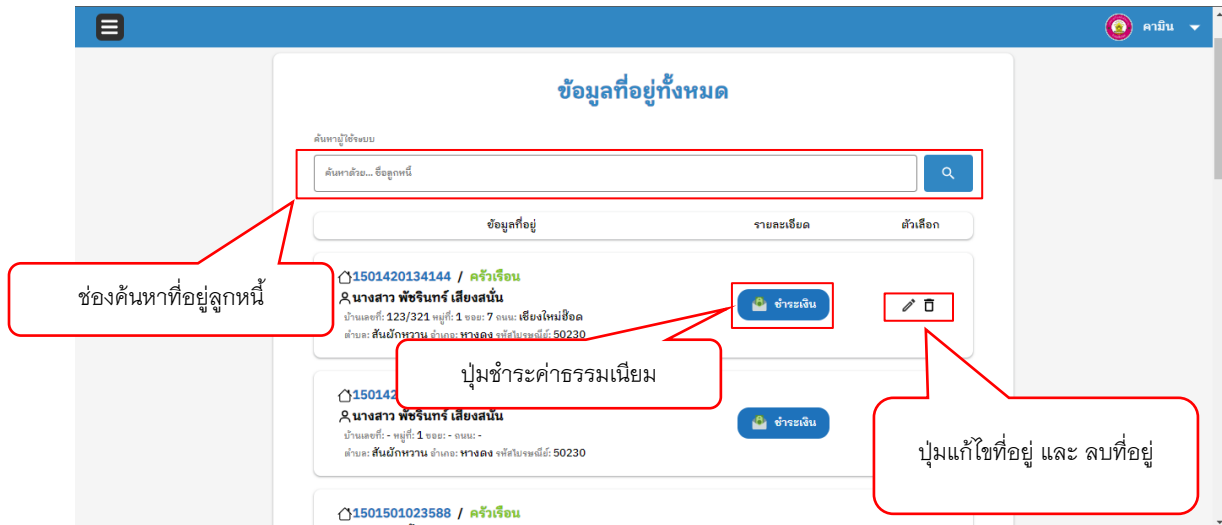 คามิน
ข้อมูลที่อยู่ทั้งหมด
ค้นหาผู้ใช้ระบบ
ค้นหาด้วย... ชื่อลูกหนี้
ข้อมูลที่อยู่ รายละเอียด ตัวเลือก
ช่องค้นหาที่อยู่ลูกหนี้
1501420134144 / ครัวเรือน
นางสาว พัชรินทร์ เสียงสนั่น
บ้านเลขที่: 123/321 หมู่ที่: 1 ซอย: 7 ถนน: เชียงใหม่ฮ๊อด
ตำบล: สันผักหวาน อำเภอ: หางดง รหัสไปรษณีย์: 50230
ชำระเงิน
ปุ่มชำระค่าธรรมเนียม
ปุ่มแก้ไขที่อยู่ และ ลบที่อยู่
150142
นางสาว พัชรินทร์ เสียงสนั่น
บ้านเลขที่: - หมู่ที่: 1 ซอย: - ถนน: -
ตำบล: สันผักหวาน อำเภอ: หางดง รหัสไปรษณีย์: 50230
ชำระเงิน
1501501023588 / ครัวเรือน